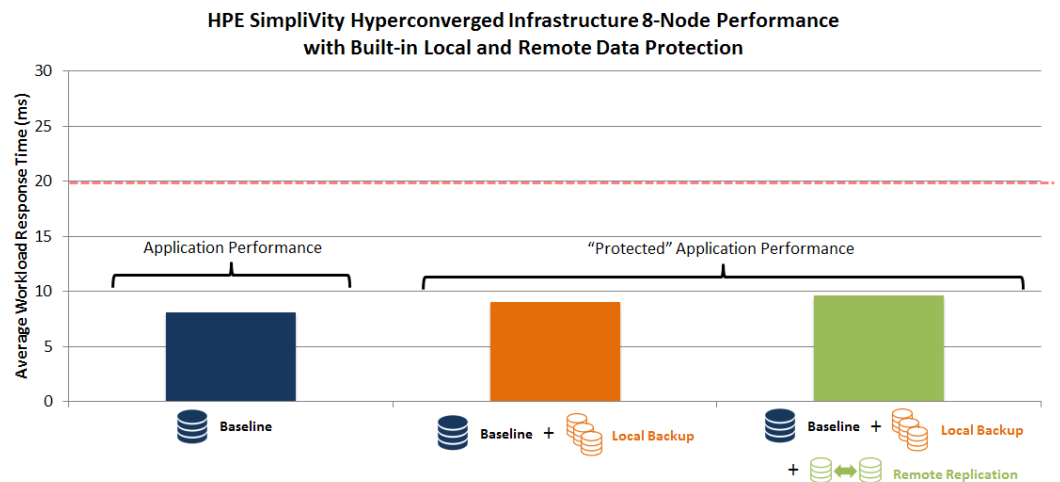 HPE SimpliVity Hyperconverged Infrastructure 8-Node Performance
with Built-in Local and Remote Data Protection
Average Workload Response Time (ms)
30
25
20
15
10
5
0
Application Performance
“Protected” Application Performance
Baseline
Baseline + Local Backup
Baseline + Local Backup
+ Remote Replication